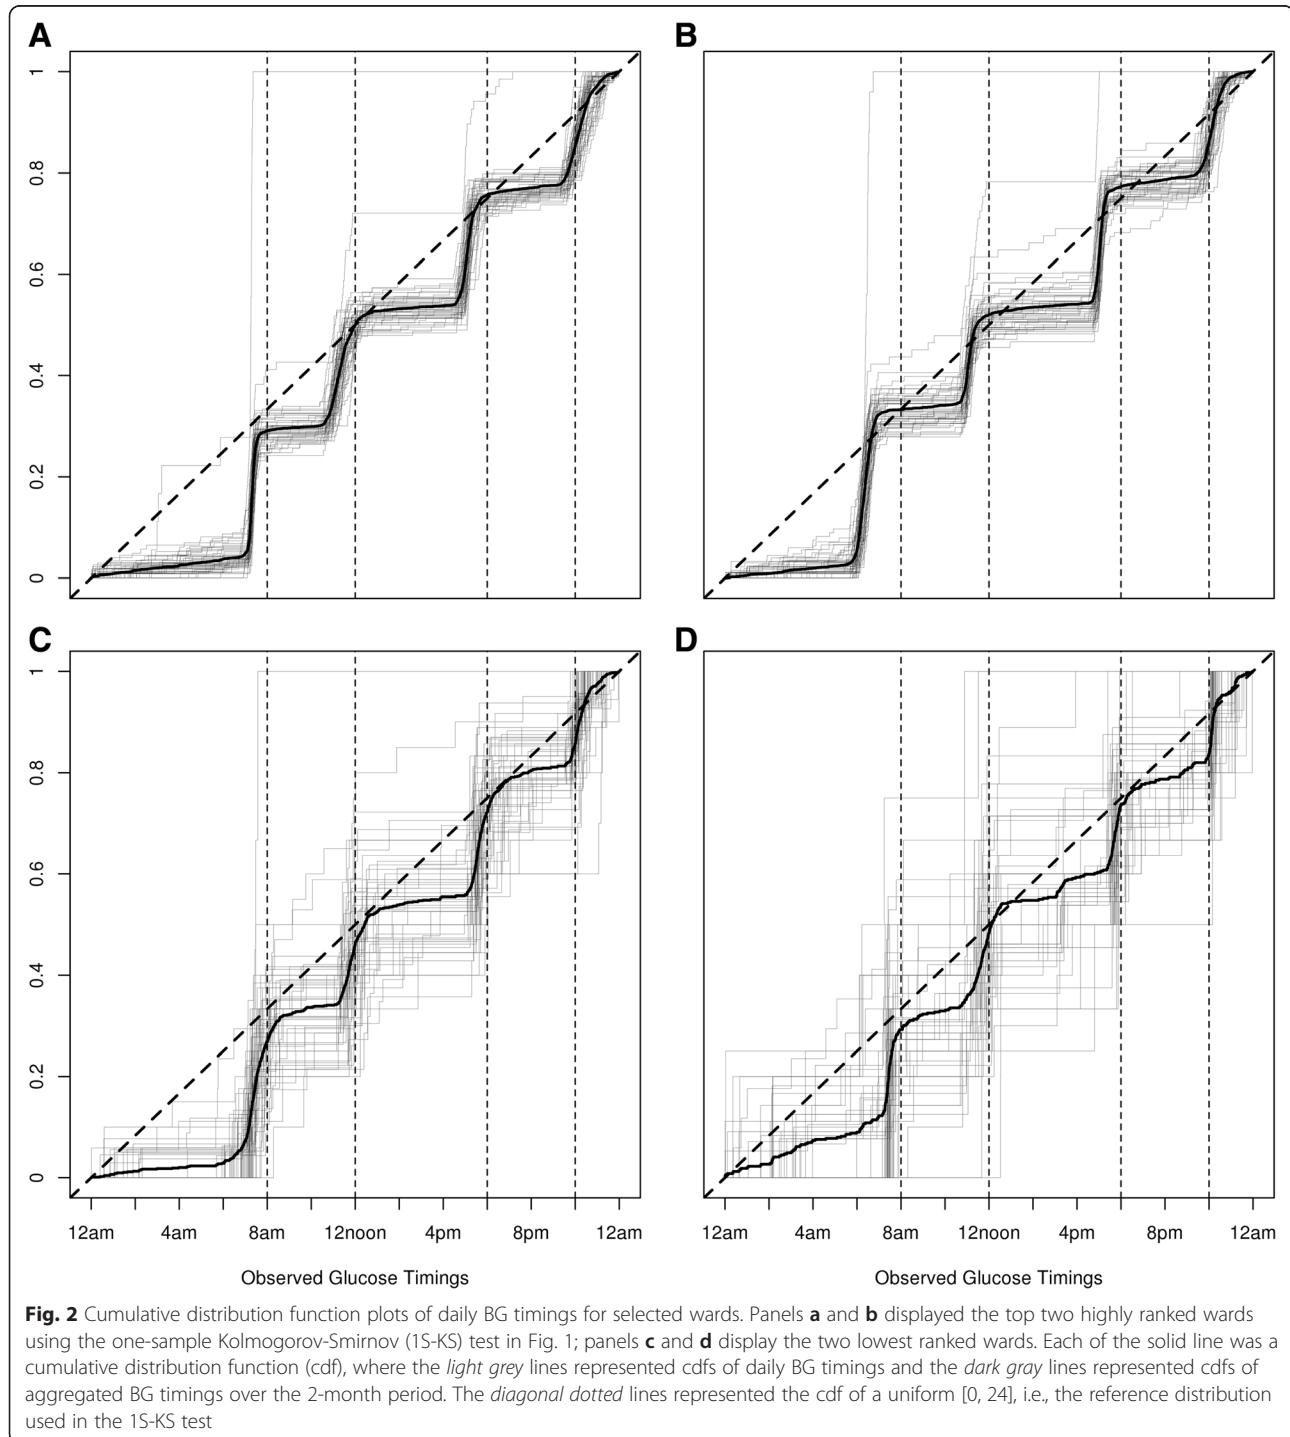 A
B
1
0.8
0.6
0.4
0.2
0
C
D
1
0.8
0.6
0.4
0.2
0
12am 4am 8am 12noon 4pm 8pm 12am
12am 4am 8am 12noon 4pm 8pm 12am
Observed Glucose Timings
Observed Glucose Timings
Fig. 2 Cumulative distribution function plots of daily BG timings for selected wards. Panels a and b displayed the top two highly ranked wards
using the one-sample Kolmogorov-Smirnov (1S-KS) test in Fig. 1; panels c and d display the two lowest ranked wards. Each of the solid line was a
cumulative distribution function (cdf), where the light grey lines represented cdfs of daily BG timings and the dark gray lines represented cdfs of
aggregated BG timings over the 2-month period. The diagonal dotted lines represented the cdf of a uniform [0, 24], i.e., the reference distribution
used in the 1S-KS test